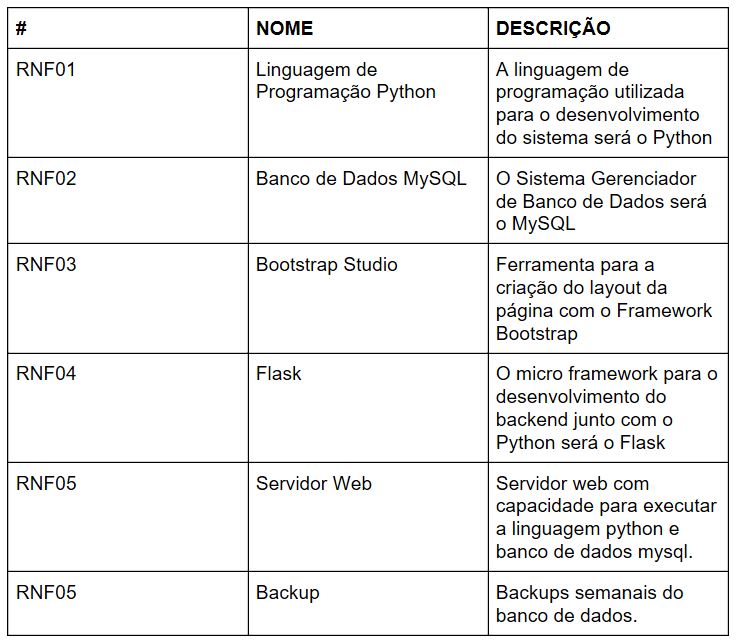 # NOME DESCRIÇÃO
RNF01 Linguagem de Programação Python A linguagem de
programação utilizada
para o desenvolvimento
do sistema será o Python
RNF02 Banco de Dados MySQL O Sistema Gerenciador
de Banco de Dados será
o MySQL
RNF03 Bootstrap Studio Ferramenta para a
criação do layout da
página com o Framework
Bootstrap
RNF04 Flask O micro framework para o
desenvolvimento do
backend junto com o
Python será o Flask
RNF05 Servidor Web Servidor web com
capacidade para executar
a linguagem python e
banco de dados mysql.
RNF05 Backup Backups semanais do
banco de dados.